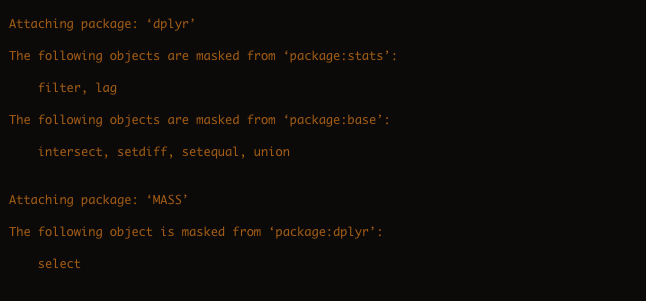 Attaching package: ‘dplyr’
The following objects are masked from ‘package:stats’:
filter, lag
The following objects are masked from ‘package:base’:
intersect, setdiff, setequal, union
Attaching package: ‘MASS’
The following object is masked from ‘package:dplyr’:
select